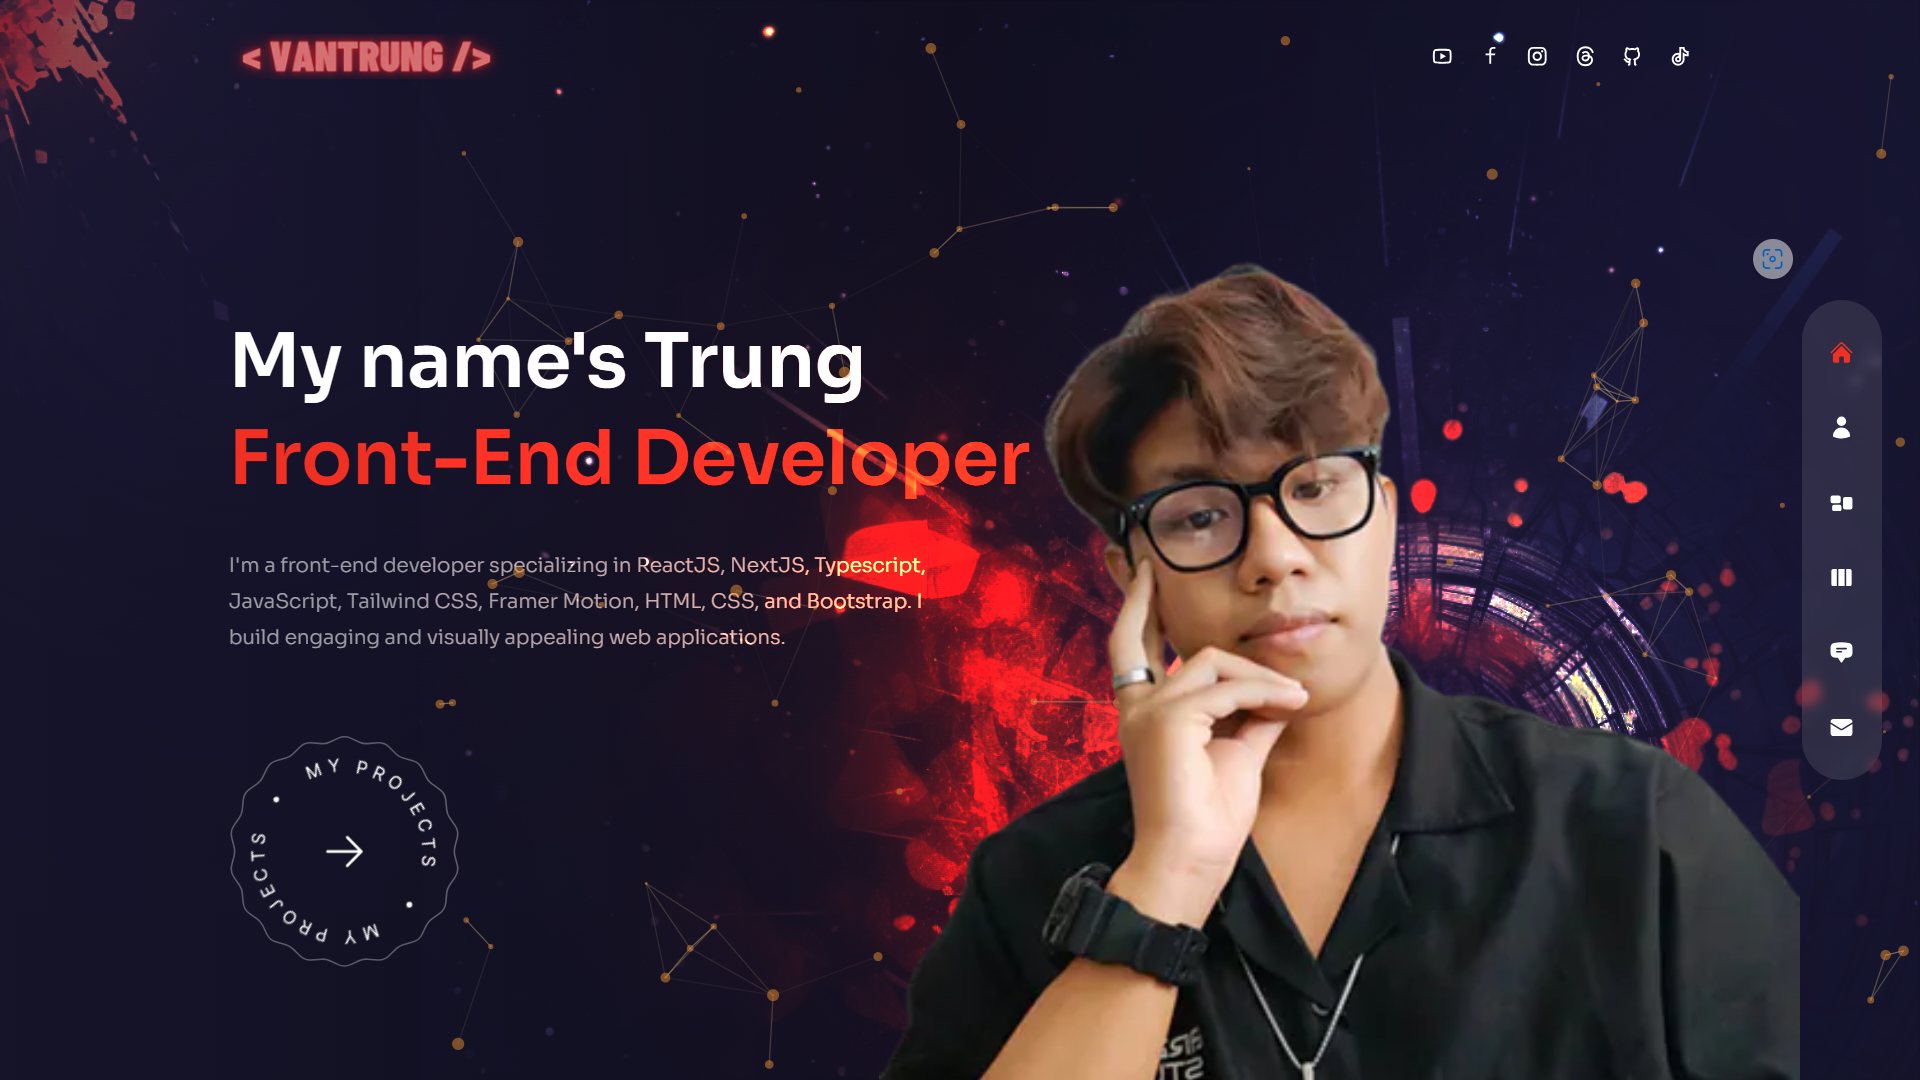 < VANTRUNG />
My name's Trung
Front-End Developer
I'm a front-end developer specializing in ReactJS, NextJS, Typescript,
JavaScript, Tailwind CSS, Framer Motion, HTML, CSS, and Bootstrap. I
build engaging and visually appealing web applications.
MY PROJECTS • MY PROJECTS •